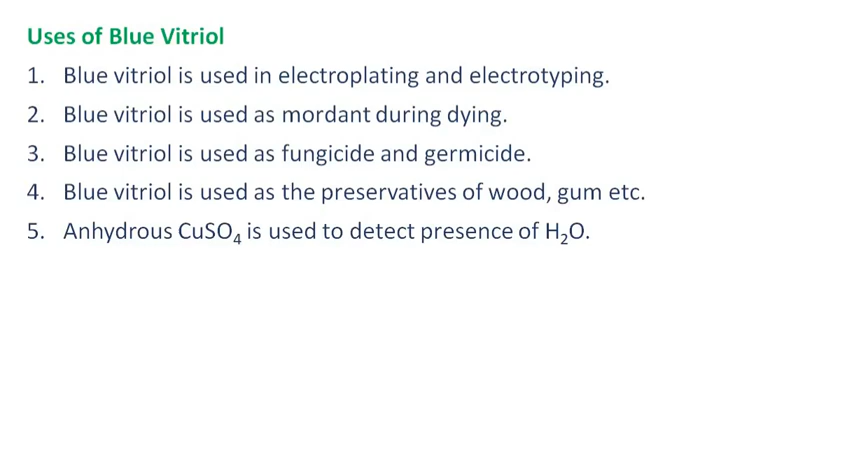 Uses of Blue Vitriol
1. Blue vitriol is used in electroplating and electrotyping.
2. Blue vitriol is used as mordant during dying.
3. Blue vitriol is used as fungicide and germicide.
4. Blue vitriol is used as the preservatives of wood, gum etc.
5. Anhydrous CuSO₄ is used to detect presence of H₂O.